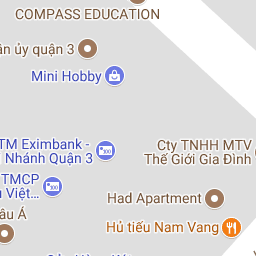 COMPASS EDUCATION
ận ủy quận 3
Mini Hobby
TM Eximbank -
Nhánh Quận 3
Cty TNHH MTV
Thế Giới Gia Đình
TMCP
Việt...
Had Apartment
âu Á
Hủ tiếu Nam Vang